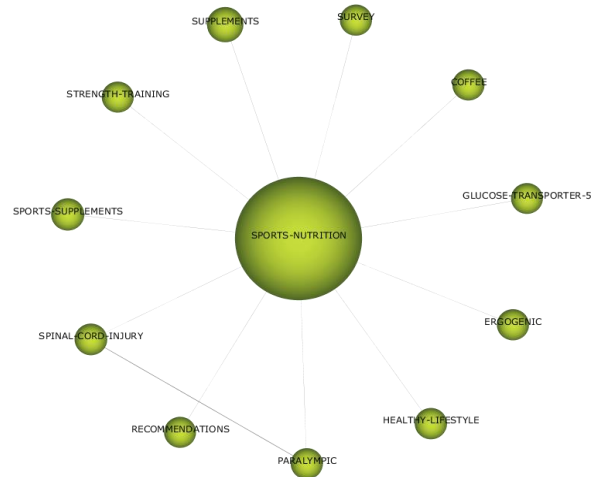 SURVEY
SUPPLEMENTS
COFFEE
STRENGTH-TRAINING
GLUCOSE-TRANSPORTER-5
SPORTS-SUPPLEMENTS
SPORTS-NUTRITION
ERGOGENIC
SPINAL-CORD-INJURY
HEALTHY-LIFESTYLE
RECOMMENDATIONS
PARALYMPIC